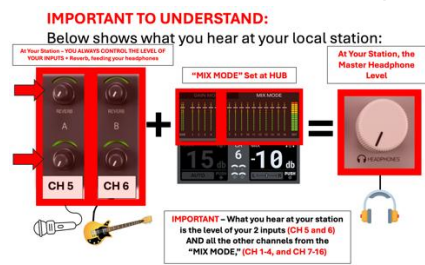 IMPORTANT TO UNDERSTAND:
Below shows what you hear at your local station:
At Your Station – YOU ALWAYS CONTROL THE LEVEL OF
YOUR INPUTS + Reverb, feeding your headphones
"MIX MODE" Set at HUB
At Your Station, the
Master Headphone
Level
REVERB
REVERB
A
B
CH 5
CH 6
+
MIX MODE
15
db
CH
6
-10
db
PUSH
=
HEADPHONES
IMPORTANT – What you hear at your station
is the level of your 2 inputs (CH 5 and 6)
AND all the other channels from the
"MIX MODE," (CH 1-4, and CH 7-16)